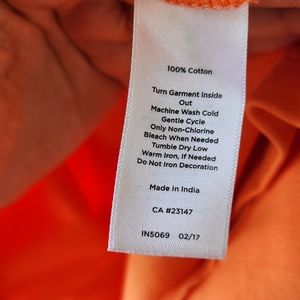 100% Cotton
Turn Garment Inside
Out
Machine Wash Cold
Gentle Cycle
Only Non-Chlorine
Bleach When Needed
Tumble Dry Low
Warm Iron, If Needed
Do Not Iron Decoration
Made In India
CA #23147
IN5069 02/17